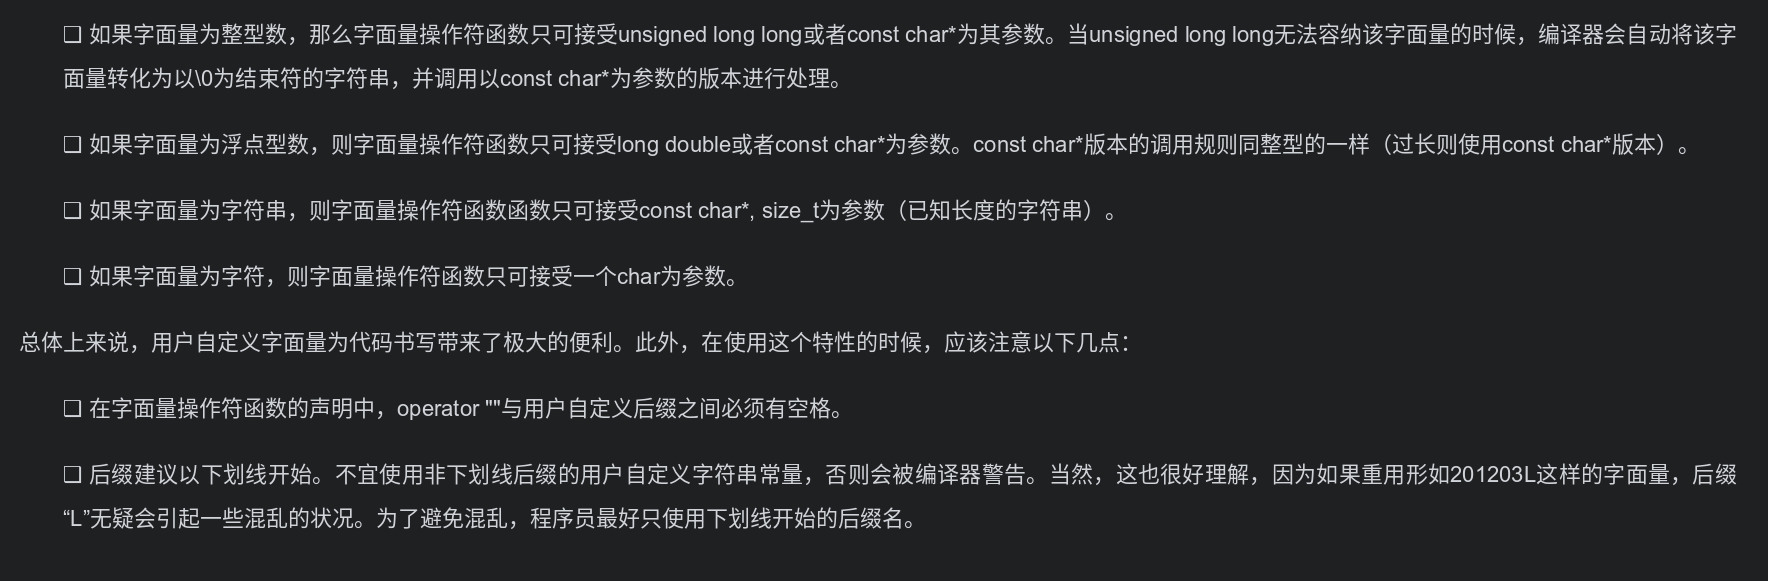 ❏ 如果字面量为整型数，那么字面量操作符函数只可接受unsigned long long或者const char*为其参数。当unsigned long long无法容纳该字面量的时候，编译器会自动将该字
面量转化为以\0为结束符的字符串，并调用以const char*为参数的版本进行处理。
❏ 如果字面量为浮点型数，则字面量操作符函数只可接受long double或者const char*为参数。const char*版本的调用规则同整型的一样（过长则使用const char*版本）。
❏ 如果字面量为字符串，则字面量操作符函数函数只可接受const char*, size_t为参数（已知长度的字符串）。
❏ 如果字面量为字符，则字面量操作符函数只可接受一个char为参数。
总体上来说，用户自定义字面量为代码书写带来了极大的便利。此外，在使用这个特性的时候，应该注意以下几点：
❏ 在字面量操作符函数的声明中，operator ""与用户自定义后缀之间必须有空格。
❏ 后缀建议以下划线开始。不宜使用非下划线后缀的用户自定义字符串常量，否则会被编译器警告。当然，这也很好理解，因为如果重用形如201203L这样的字面量，后缀
“L”无疑会引起一些混乱的状况。为了避免混乱，程序员最好只使用下划线开始的后缀名。